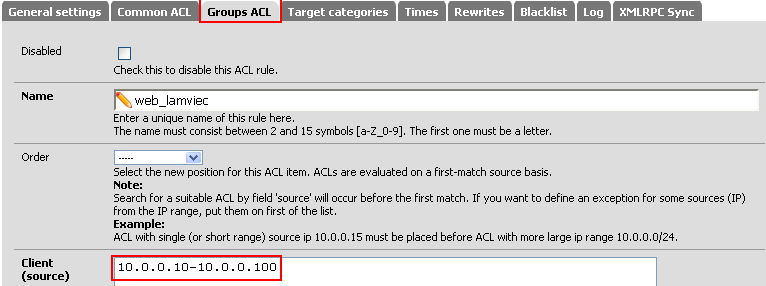 General settings Common ACL Groups ACL Target categories Times Rewrites Blacklist Log XMLRPC Sync
Disabled
Check this to disable this ACL rule.
Name
web_lamviec
Enter a unique name of this rule here.
The name must consist between 2 and 15 symbols [a-Z_0-9]. The first one must be a letter.
Order
-----
Select the new position for this ACL item. ACLs are evaluated on a first-match source basis.
Note:
Search for a suitable ACL by field 'source' will occur before the first match. If you want to define an exception for some sources (IP)
from the IP range, put them on first of the list.
Example:
ACL with single (or short range) source ip 10.0.0.15 must be placed before ACL with more large ip range 10.0.0.0/24.
Client
(source)
10.0.0.10-10.0.0.100